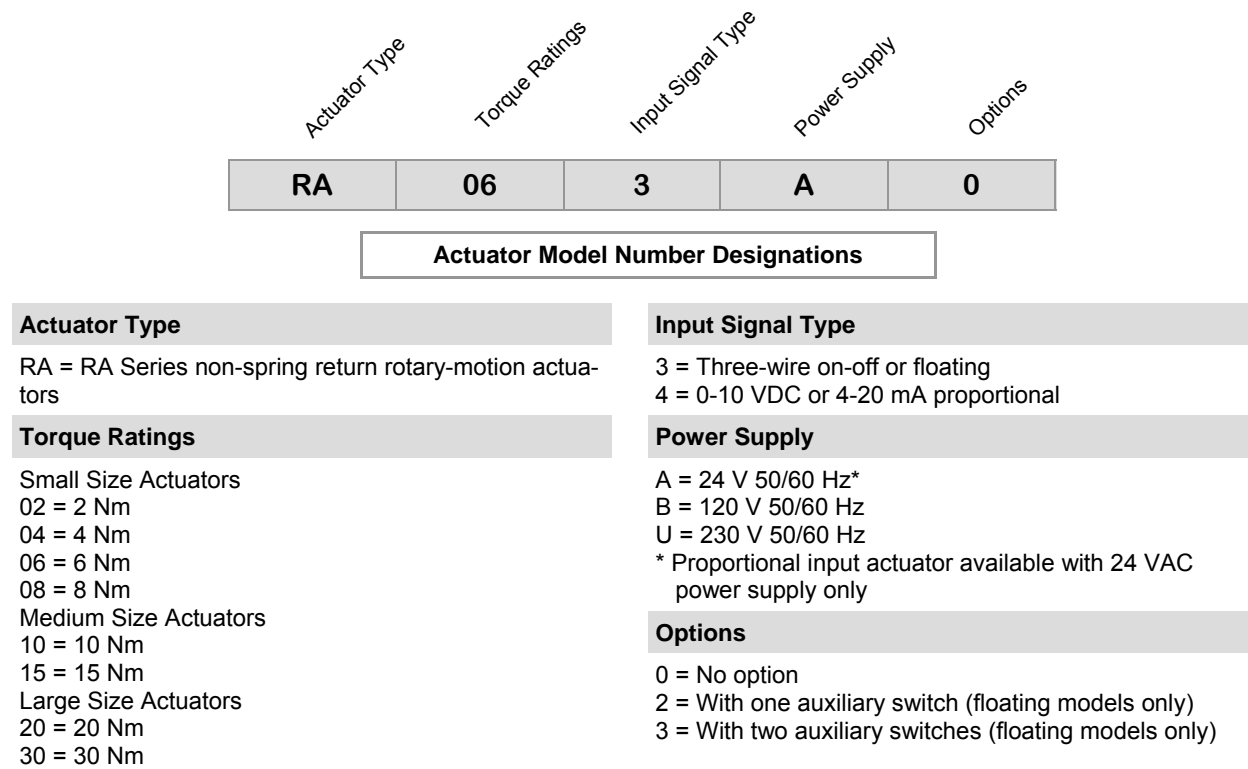 Actuator Type
Torque Ratings
Input Signal Type
Power Supply
Options
RA 06 3 A 0
Actuator Model Number Designations
Actuator Type
RA = RA Series non-spring return rotary-motion actua-
tors
Torque Ratings
Small Size Actuators
02 = 2 Nm
04 = 4 Nm
06 = 6 Nm
08 = 8 Nm
Medium Size Actuators
10 = 10 Nm
15 = 15 Nm
Large Size Actuators
20 = 20 Nm
30 = 30 Nm
Input Signal Type
3 = Three-wire on-off or floating
4 = 0-10 VDC or 4-20 mA proportional
Power Supply
A = 24 V 50/60 Hz*
B = 120 V 50/60 Hz
U = 230 V 50/60 Hz
* Proportional input actuator available with 24 VAC
power supply only
Options
0 = No option
2 = With one auxiliary switch (floating models only)
3 = With two auxiliary switches (floating models only)